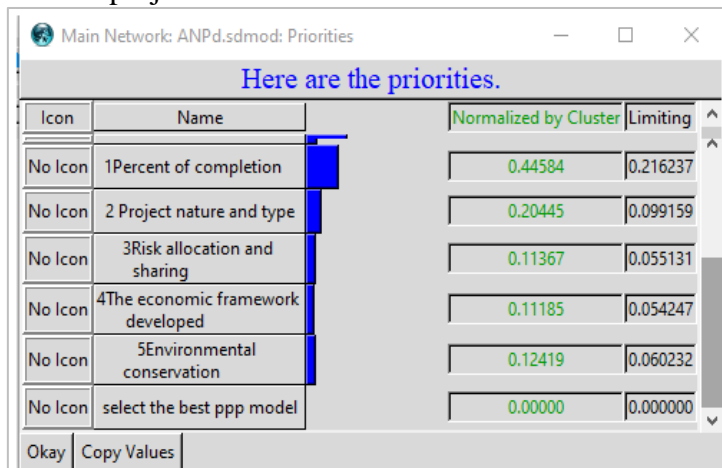 Main Network: ANPd.sdmod: Priorities
Here are the priorities.
Icon Name Normalized by Cluster Limiting
No Icon 1Percent of completion 0.44584 0.216237
No Icon 2 Project nature and type 0.20445 0.099159
No Icon 3Risk allocation and sharing 0.11367 0.055131
No Icon 4The economic framework developed 0.11185 0.054247
No Icon 5Environmental conservation 0.12419 0.060232
No Icon select the best ppp model 0.00000 0.000000
Okay Copy Values